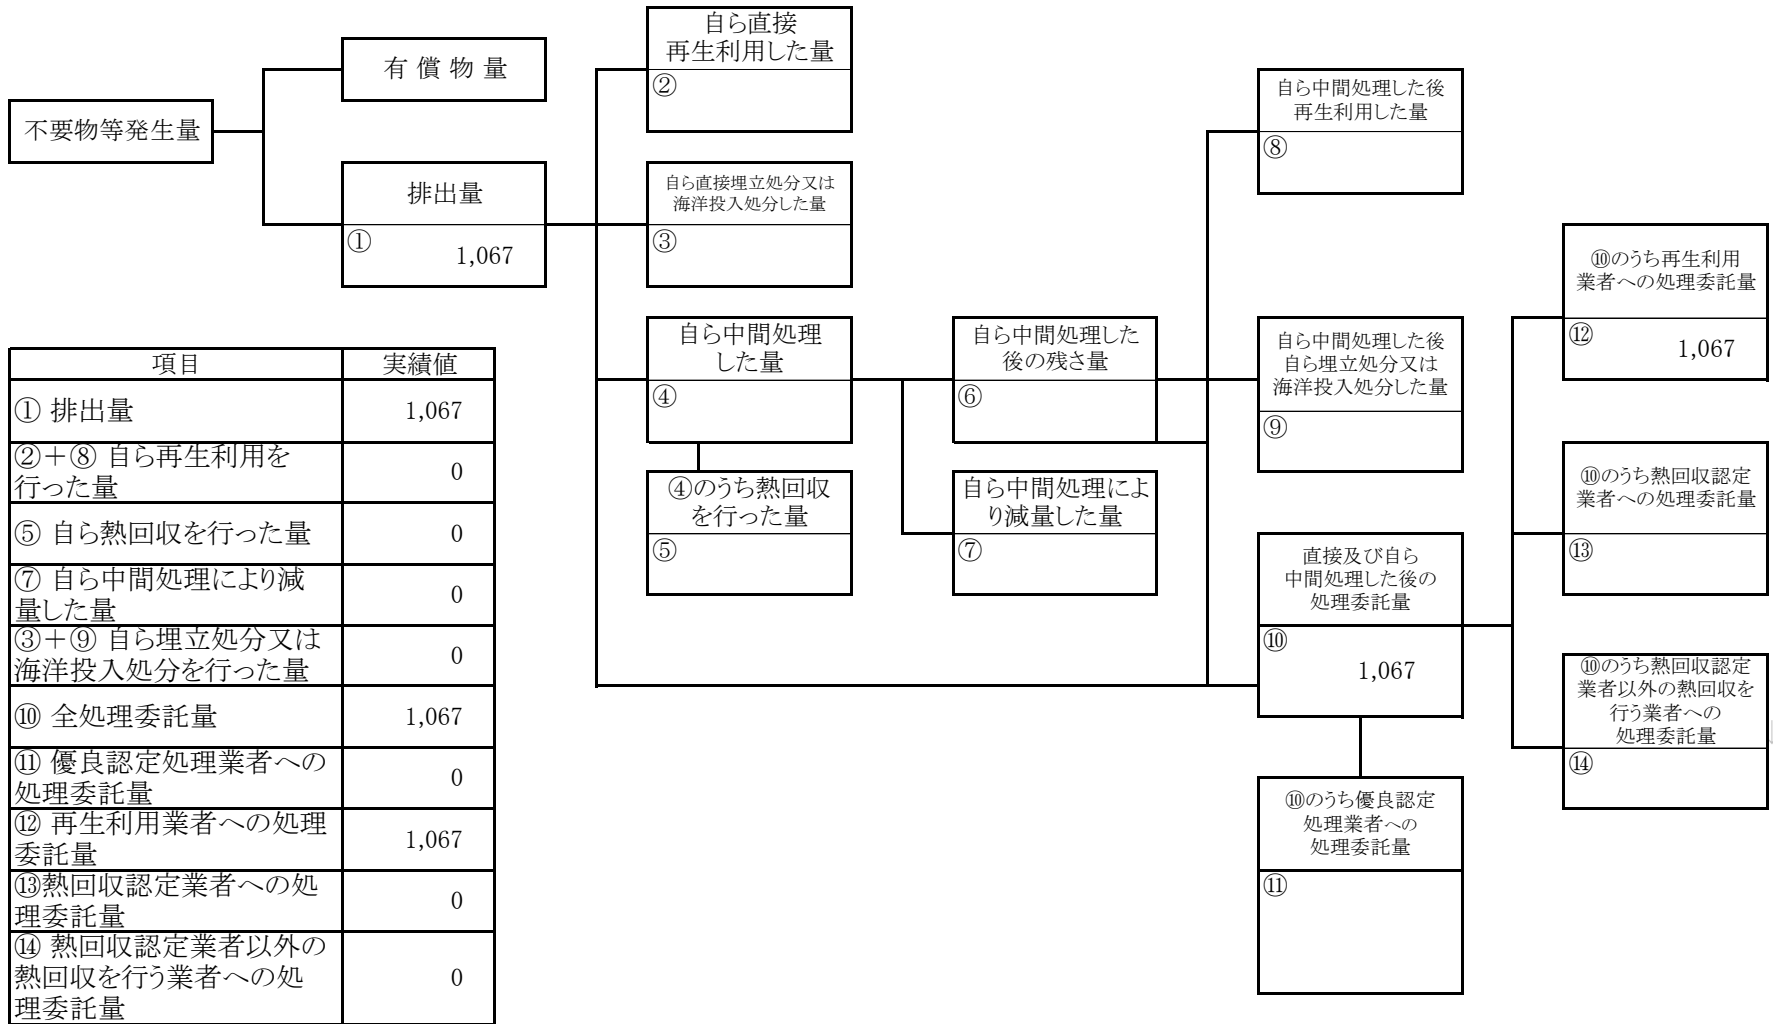 不要物等発生量
有 償 物 量
排出量
①
1,067
自ら直接
再生利用した量
②
自ら直接埋立処分又は
海洋投入処分した量
③
自ら中間処理
した量
④
④のうち熱回収
を行った量
⑤
自ら中間処理した
後の残さ量
⑥
自ら中間処理によ
り減量した量
⑦
自ら中間処理した後
再生利用した量
⑧
自ら中間処理した後
自ら埋立処分又は
海洋投入処分した量
⑨
直接及び自ら
中間処理した後の
処理委託量
⑩
1,067
⑩のうち優良認定
処理業者への
処理委託量
⑪
⑩のうち再生利用
業者への処理委託量
⑫
1,067
⑩のうち熱回収認定
業者への処理委託量
⑬
⑩のうち熱回収認定
業者以外の熱回収を
行う業者への
処理委託量
⑭
項目 実績値
① 排出量 1,067
②＋⑧ 自ら再生利用を
行った量 0
⑤ 自ら熱回収を行った量 0
⑦ 自ら中間処理により減
量した量 0
③＋⑨ 自ら埋立処分又は
海洋投入処分を行った量 0
⑩ 全処理委託量 1,067
⑪ 優良認定処理業者への
処理委託量 0
⑫ 再生利用業者への処理
委託量 1,067
⑬熱回収認定業者への処
理委託量 0
⑭ 熱回収認定業者以外の
熱回収を行う業者への処
理委託量 0